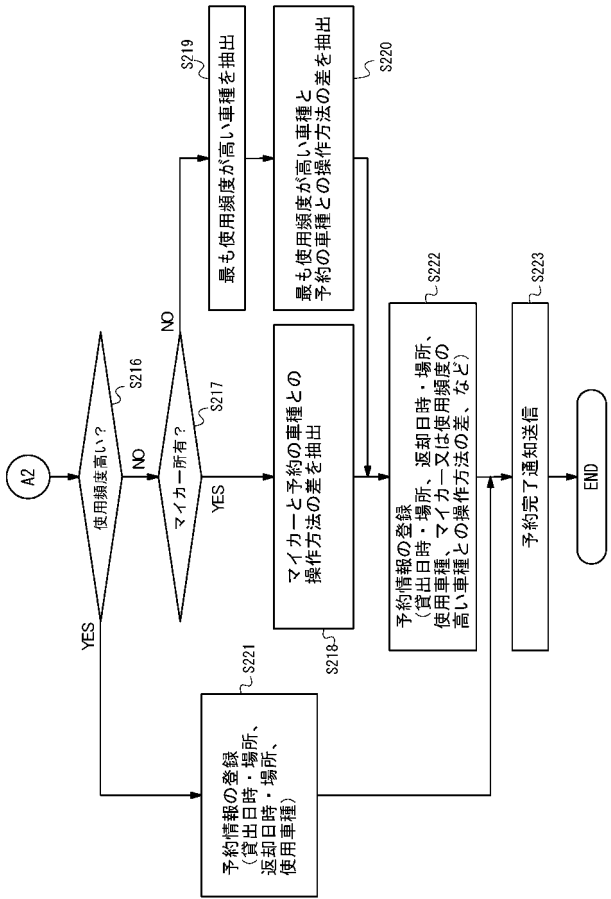 A2
使用頻度高い?
S216
YES
NO
マイカー所有?
S217
NO
YES
最も使用頻度が高い車種を抽出
S219
最も使用頻度が高い車種と
予約の車種との操作方法の差を抽出
S220
マイカーと予約の車種との
操作方法の差を抽出
S218
予約情報の登録
(貸出日時・場所、
返却日時・場所、
使用車種)
S221
予約情報の登録
(貸出日時・場所、返却日時・場所、
使用車種、マイカー又は使用頻度の
高い車種との操作方法の差、など)
S222
予約完了通知送信
S223
END